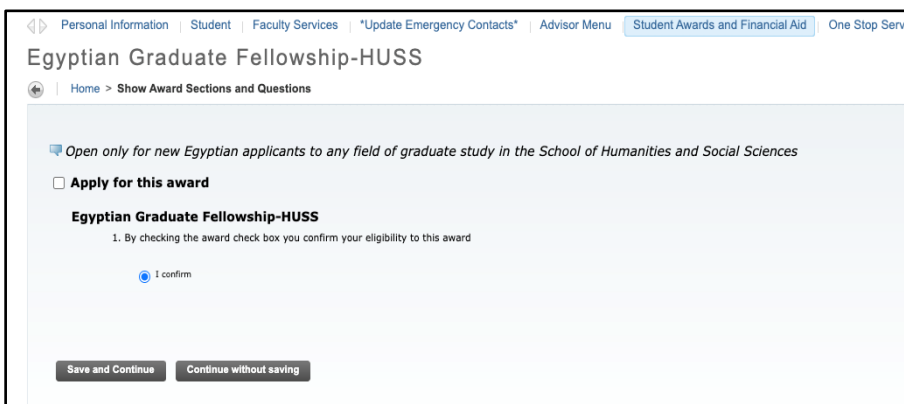 Personal Information | Student | Faculty Services | *Update Emergency Contacts* | Advisor Menu | Student Awards and Financial Aid | One Stop Serv
Egyptian Graduate Fellowship-HUSS
Home > Show Award Sections and Questions
Open only for new Egyptian applicants to any field of graduate study in the School of Humanities and Social Sciences
Apply for this award
Egyptian Graduate Fellowship-HUSS
1. By checking the award check box you confirm your eligibility to this award
I confirm
Save and Continue Continue without saving